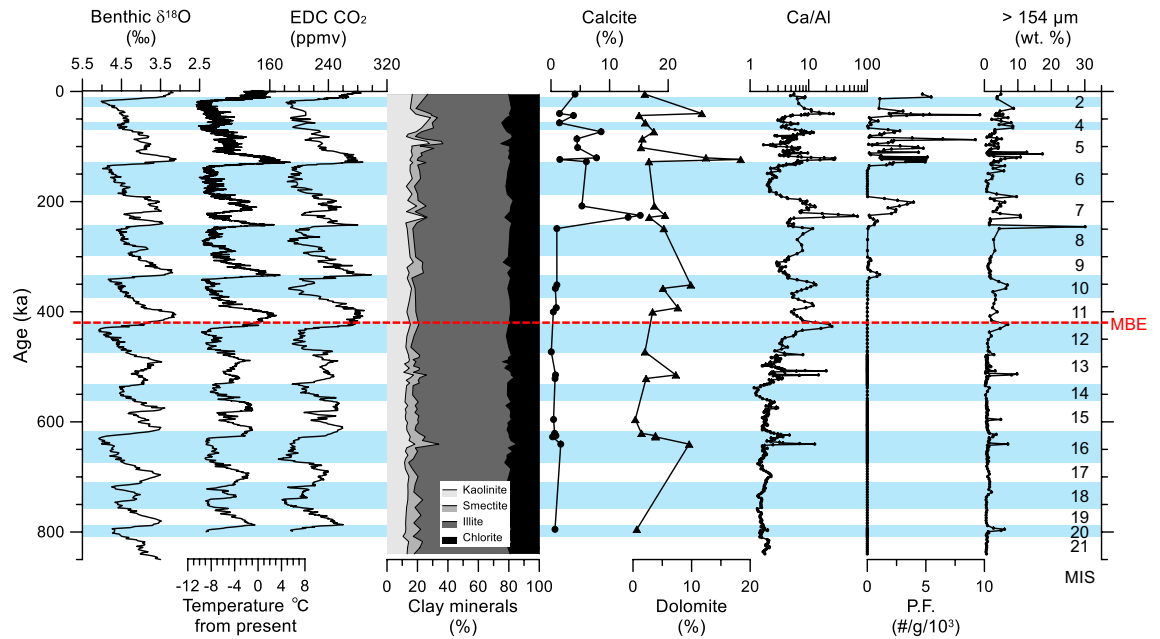 Benthic δ¹⁸O
(‰)
EDC CO₂
(ppmv)
Calcite
(%)
Ca/Al
> 154 µm
(wt. %)
5.5 4.5 3.5 2.5
160 240 320
0 20
1 10 100
0 10 20 30
Age (ka)
0
200
400
600
800
2
4
5
6
7
8
9
10
11
MBE
12
13
14
15
16
17
18
19
20
21
MIS
Kaolinite
Smectite
Illite
Chlorite
-12 -8 -4 0 4 8
Temperature °C
from present
0 20 40 60 80 100
Clay minerals
(%)
0 10 20
Dolomite
(%)
0 5 10
P.F.
(#/g/10³)